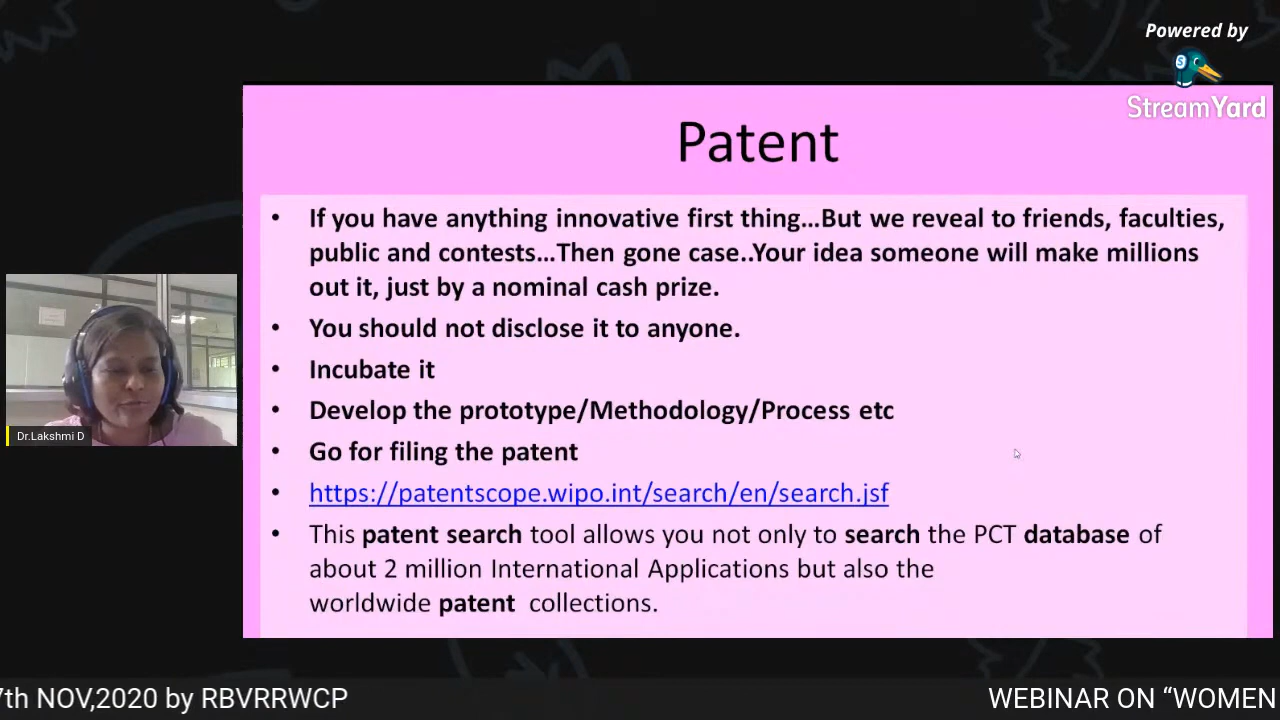 Powered by
StreamYard
Patent
• If you have anything innovative first thing...But we reveal to friends, faculties,
public and contests...Then gone case..Your idea someone will make millions
out it, just by a nominal cash prize.
• You should not disclose it to anyone.
• Incubate it
• Develop the prototype/Methodology/Process etc
• Go for filing the patent
• https://patentscope.wipo.int/search/en/search.jsf
• This patent search tool allows you not only to search the PCT database of
about 2 million International Applications but also the
worldwide patent collections.
Dr.Lakshmi D
7th NOV,2020 by RBVRRWCP
WEBINAR ON “WOMEN